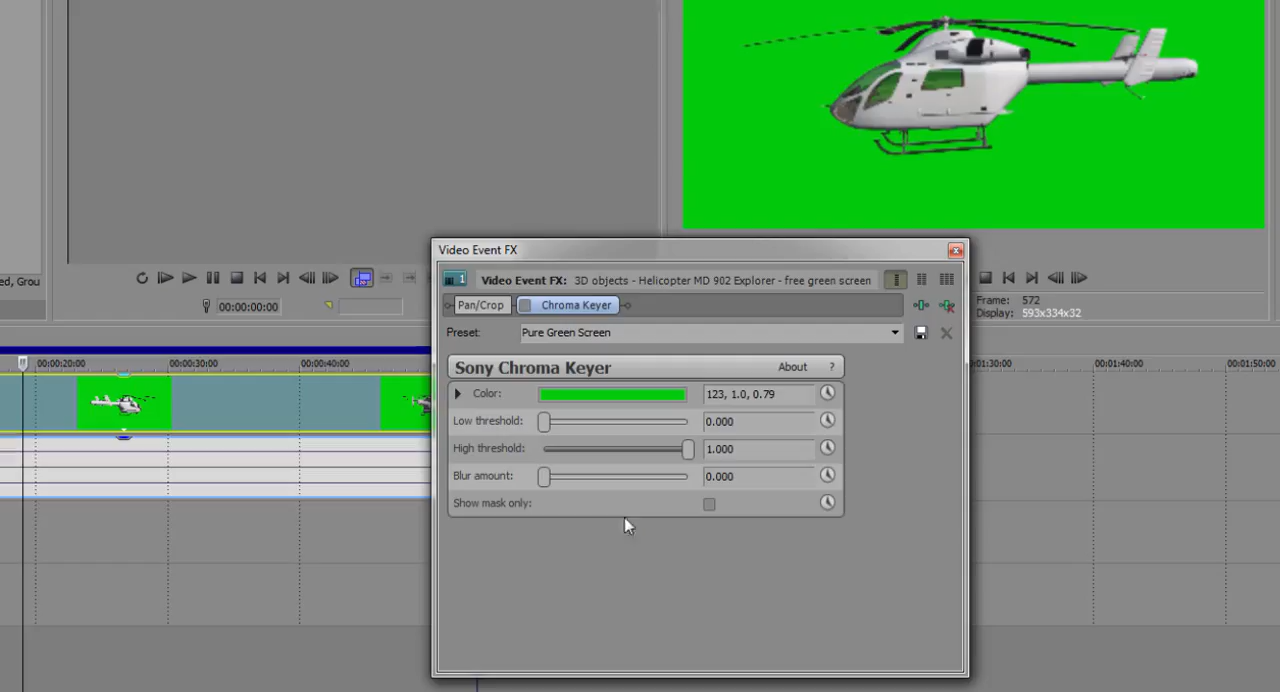 Video Event FX
ed, Grou
1 Video Event FX: 3D objects - Helicopter MD 902 Explorer - free green screen
00:00:00:00
Pan/Crop Chroma Keyer
Frame: 572
Display: 593x334x32
Preset: Pure Green Screen
00:00:20:00 00:00:30:00 00:00:40:00 00:01:30:00 00:01:40:00 00:01:50:00
Sony Chroma Keyer About ?
Color: 123, 1.0, 0.79
Low threshold: 0.000
High threshold: 1.000
Blur amount: 0.000
Show mask only: